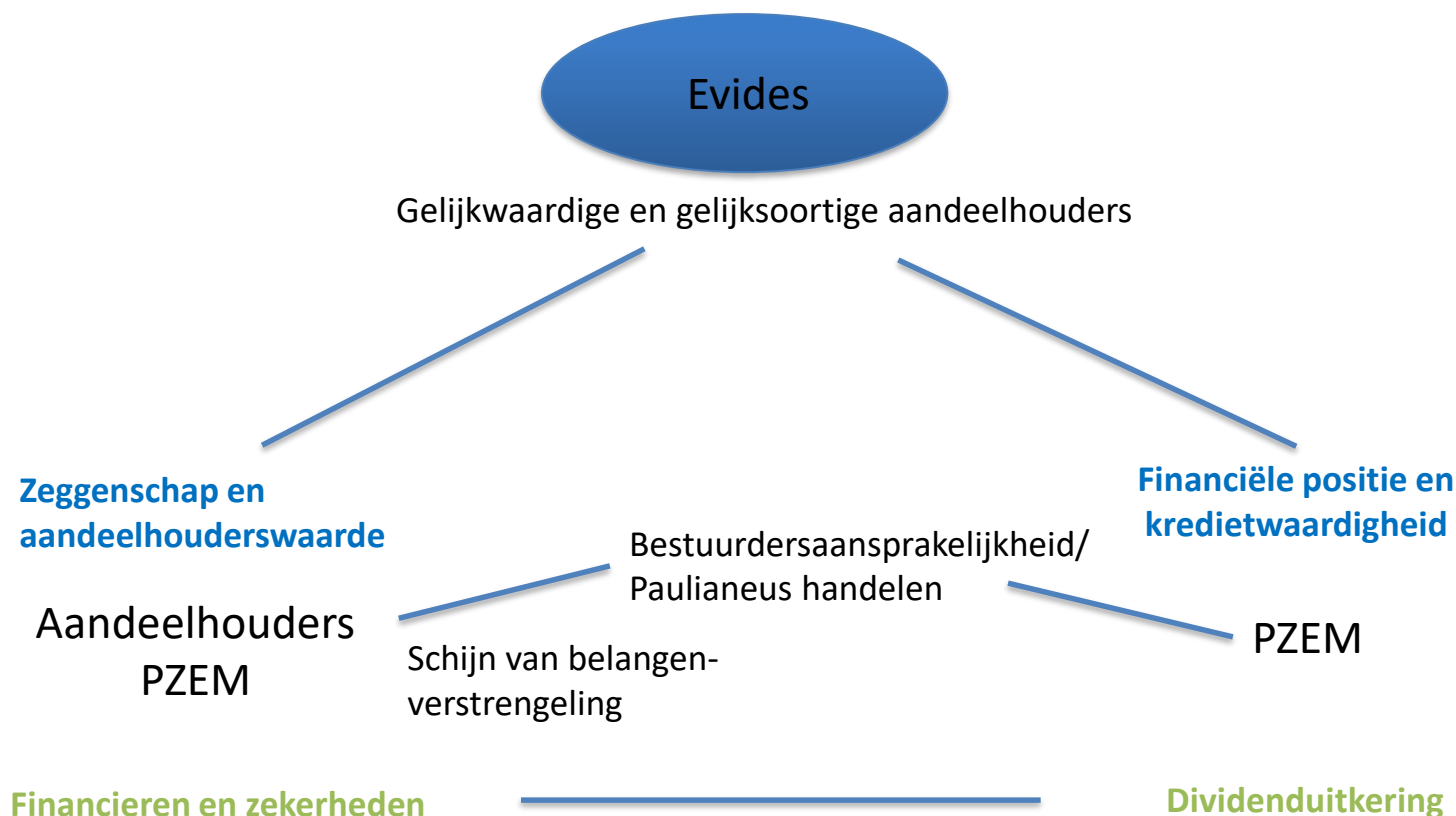 Evides
Gelijkwaardige en gelijksoortige aandeelhouders
Zeggenschap en
aandeelhouderswaarde
Financiële positie en
kredietwaardigheid
Bestuurdersaansprakelijkheid/
Paulianeus handelen
Aandeelhouders
PZEM
Schijn van belangen-
verstrengeling
PZEM
Financieren en zekerheden
Dividenduitkering